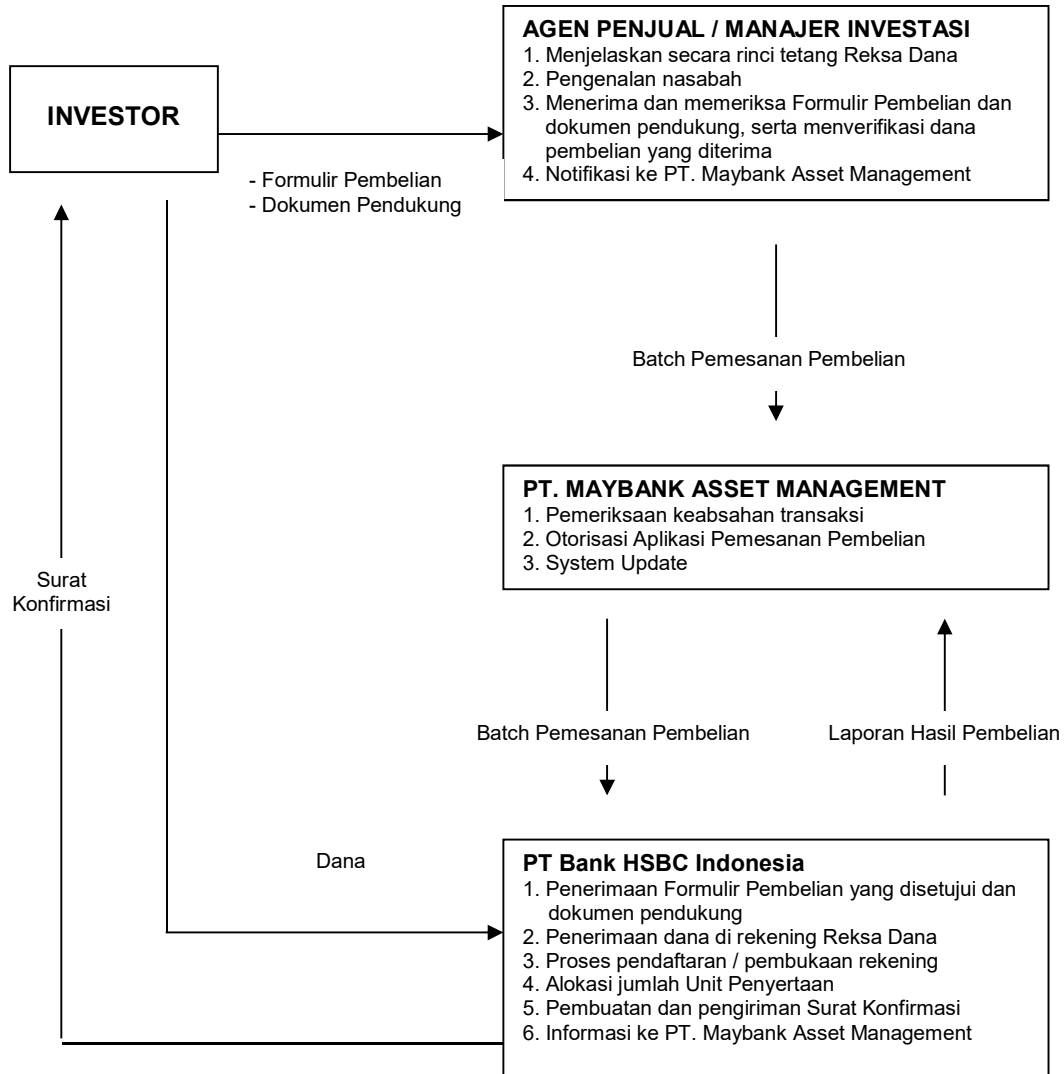 AGEN PENJUAL / MANAJER INVESTASI
1. Menjelaskan secara rinci tetang Reksa Dana
2. Pengenalan nasabah
3. Menerima dan memeriksa Formulir Pembelian dan
dokumen pendukung, serta menverifikasi dana
pembelian yang diterima
4. Notifikasi ke PT. Maybank Asset Management
INVESTOR
- Formulir Pembelian
- Dokumen Pendukung
Batch Pemesanan Pembelian
PT. MAYBANK ASSET MANAGEMENT
1. Pemeriksaan keabsahan transaksi
2. Otorisasi Aplikasi Pemesanan Pembelian
3. System Update
Surat
Konfirmasi
Batch Pemesanan Pembelian
Laporan Hasil Pembelian
Dana
PT Bank HSBC Indonesia
1. Penerimaan Formulir Pembelian yang disetujui dan
dokumen pendukung
2. Penerimaan dana di rekening Reksa Dana
3. Proses pendaftaran / pembukaan rekening
4. Alokasi jumlah Unit Penyertaan
5. Pembuatan dan pengiriman Surat Konfirmasi
6. Informasi ke PT. Maybank Asset Management